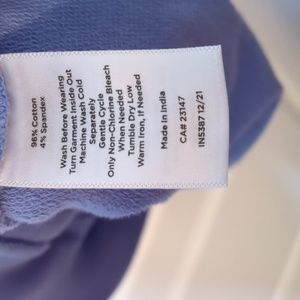 96% Cotton
4% Spandex
Wash Before Wearing
Turn Garment Inside Out
Machine Wash Cold
Separately
Gentle Cycle
Only Non-Chlorine Bleach
When Needed
Tumble Dry Low
Warm Iron, If Needed
Made In India
CA# 23147
IN5387 12/21